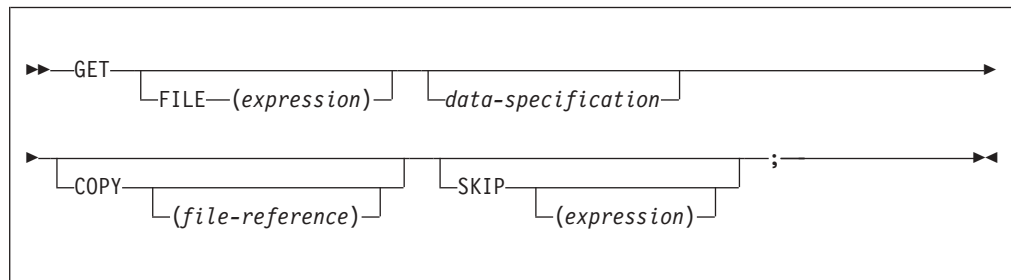 GET
FILE (expression) data-specification
COPY SKIP ;
(file-reference) (expression)